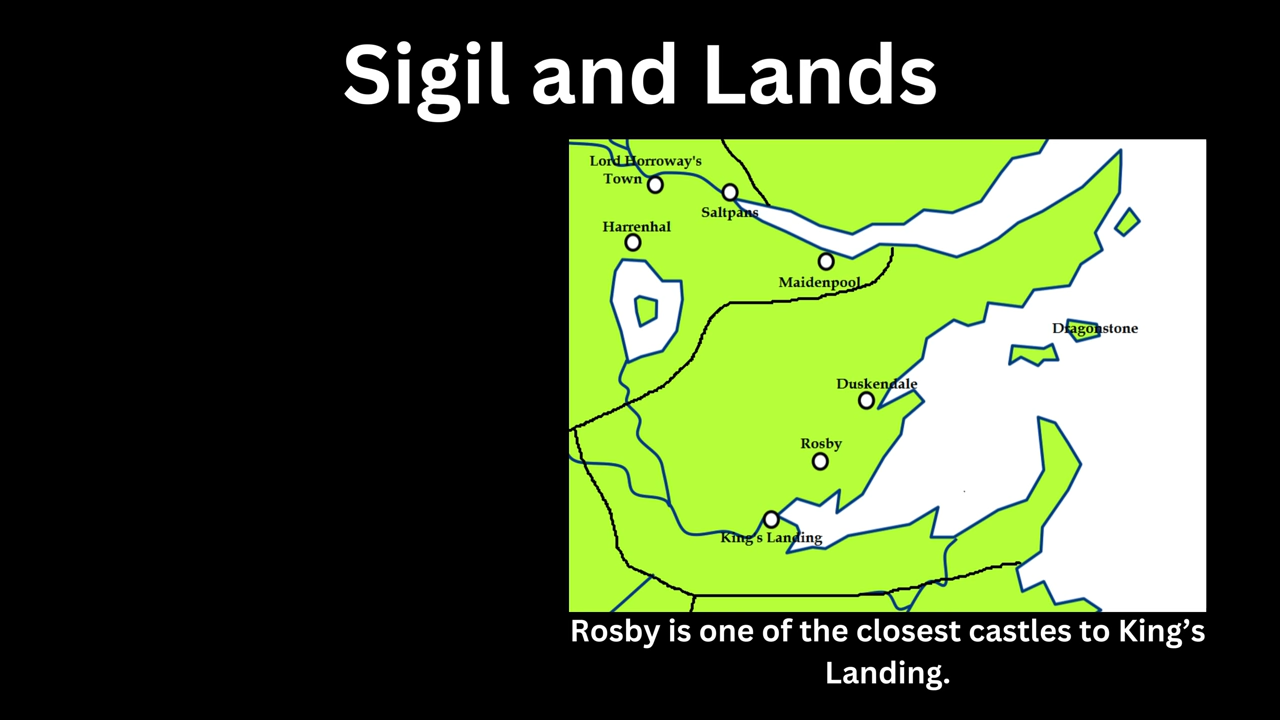 Sigil and Lands
Lord Horroway's
Town
Saltpans
Harrenhal
Maidenpool
Dragonstone
Duskendale
Rosby
King's Landing
Rosby is one of the closest castles to King’s
Landing.